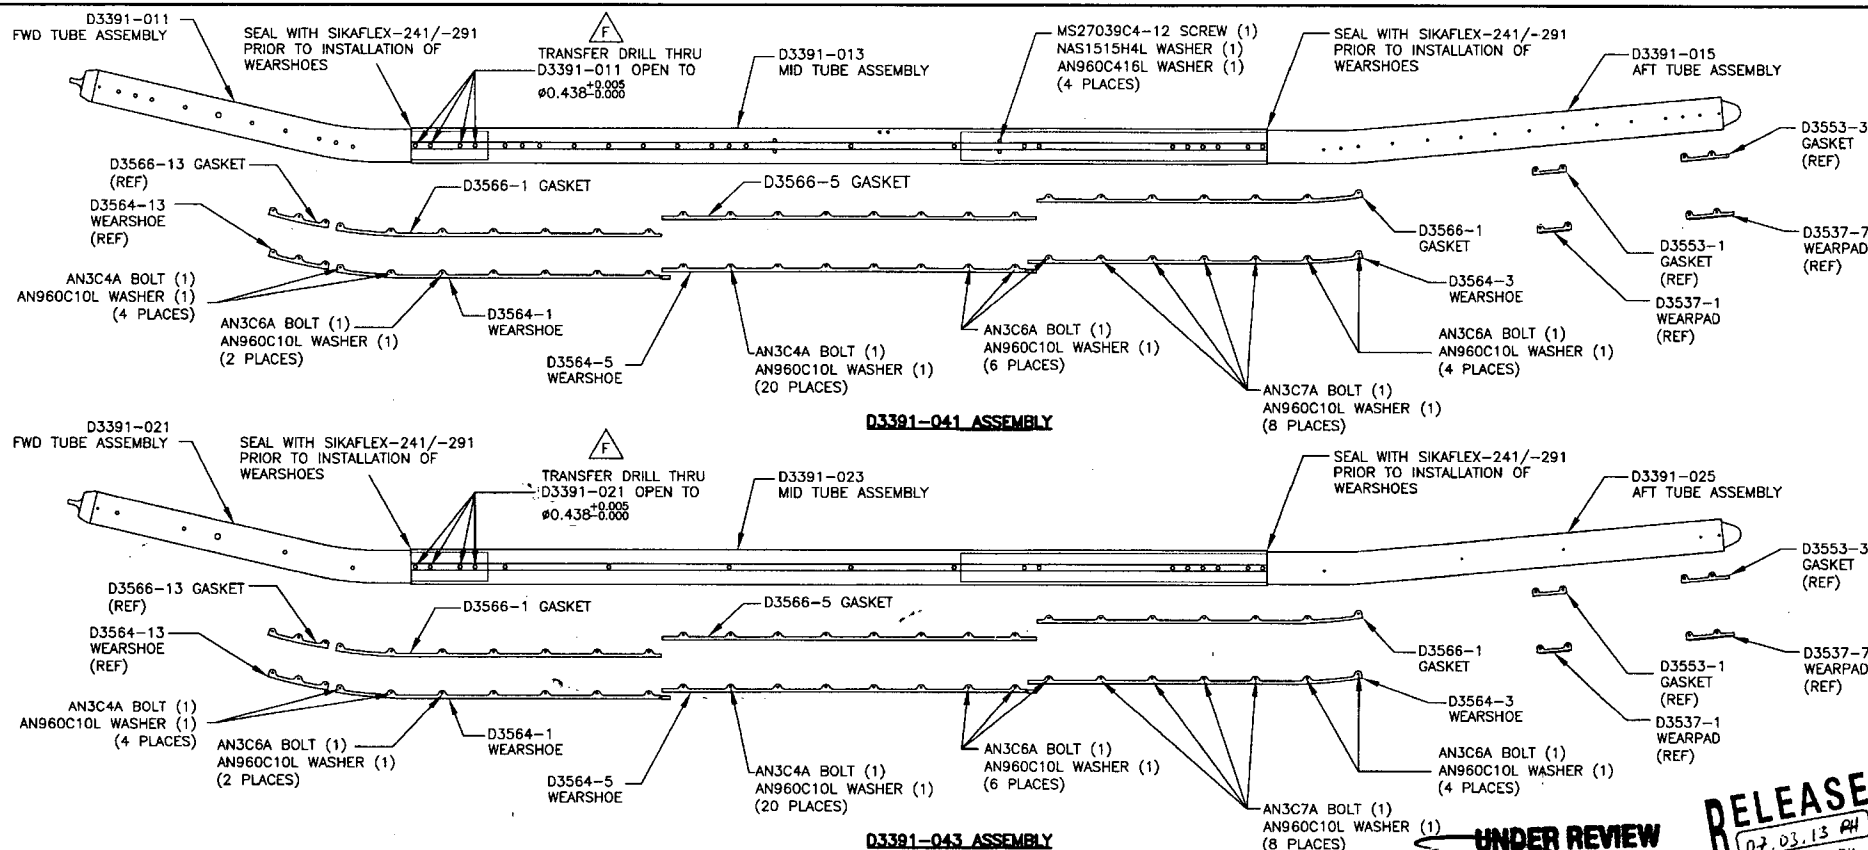 D3391-011
FWD TUBE ASSEMBLY
SEAL WITH SIKAFLEX-241/-291
PRIOR TO INSTALLATION OF
WEARSHOES
F
TRANSFER DRILL THRU
D3391-011 OPEN TO
ø0.438+0.005
-0.000
D3391-013
MID TUBE ASSEMBLY
MS27039C4-12 SCREW (1)
NAS1515H4L WASHER (1)
AN960C416L WASHER (1)
(4 PLACES)
SEAL WITH SIKAFLEX-241/-291
PRIOR TO INSTALLATION OF
WEARSHOES
D3391-015
AFT TUBE ASSEMBLY
D3553-3
GASKET
(REF)
D3566-13 GASKET
(REF)
D3566-1 GASKET
D3566-5 GASKET
D3564-13
WEARSHOE
(REF)
D3566-1
GASKET
D3553-1
GASKET
(REF)
D3537-7
WEARPAD
(REF)
AN3C4A BOLT (1)
AN960C10L WASHER (1)
(4 PLACES)
AN3C6A BOLT (1)
AN960C10L WASHER (1)
(2 PLACES)
D3564-1
WEARSHOE
D3564-5
WEARSHOE
AN3C4A BOLT (1)
AN960C10L WASHER (1)
(20 PLACES)
AN3C6A BOLT (1)
AN960C10L WASHER (1)
(6 PLACES)
D3564-3
WEARSHOE
D3537-1
WEARPAD
(REF)
AN3C6A BOLT (1)
AN960C10L WASHER (1)
(4 PLACES)
AN3C7A BOLT (1)
AN960C10L WASHER (1)
(8 PLACES)
D3391-041 ASSEMBLY
D3391-021
FWD TUBE ASSEMBLY
SEAL WITH SIKAFLEX-241/-291
PRIOR TO INSTALLATION OF
WEARSHOES
F
TRANSFER DRILL THRU
D3391-021 OPEN TO
ø0.438+0.005
-0.000
D3391-023
MID TUBE ASSEMBLY
SEAL WITH SIKAFLEX-241/-291
PRIOR TO INSTALLATION OF
WEARSHOES
D3391-025
AFT TUBE ASSEMBLY
D3553-3
GASKET
(REF)
D3566-13 GASKET
(REF)
D3566-1 GASKET
D3566-5 GASKET
D3564-13
WEARSHOE
(REF)
D3566-1
GASKET
D3553-1
GASKET
(REF)
D3537-7
WEARPAD
(REF)
AN3C4A BOLT (1)
AN960C10L WASHER (1)
(4 PLACES)
AN3C6A BOLT (1)
AN960C10L WASHER (1)
(2 PLACES)
D3564-1
WEARSHOE
D3564-5
WEARSHOE
AN3C4A BOLT (1)
AN960C10L WASHER (1)
(20 PLACES)
AN3C6A BOLT (1)
AN960C10L WASHER (1)
(6 PLACES)
D3564-3
WEARSHOE
D3537-1
WEARPAD
(REF)
AN3C6A BOLT (1)
AN960C10L WASHER (1)
(4 PLACES)
AN3C7A BOLT (1)
AN960C10L WASHER (1)
(8 PLACES)
D3391-043 ASSEMBLY
UNDER REVIEW
RELEASE
07.03.13 PH